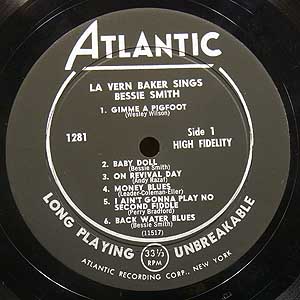 ATLANTIC
LA VERN BAKER SINGS
BESSIE SMITH
1. GIMME A PIGFOOT
(Wesley Wilson)
1281
Side 1
HIGH FIDELITY
2. BABY DOLL
(Bessie Smith)
3. ON REVIVAL DAY
(Andy Razaf)
4. MONEY BLUES
(Leader-Coleman-Eller)
5. I AIN'T GONNA PLAY NO
SECOND FIDDLE
(Perry Bradford)
6. BACK WATER BLUES
(Bessie Smith)
(11517)
LONG PLAYING
33 1/3
RPM
UNBREAKABLE
ATLANTIC RECORDING CORP., NEW YORK